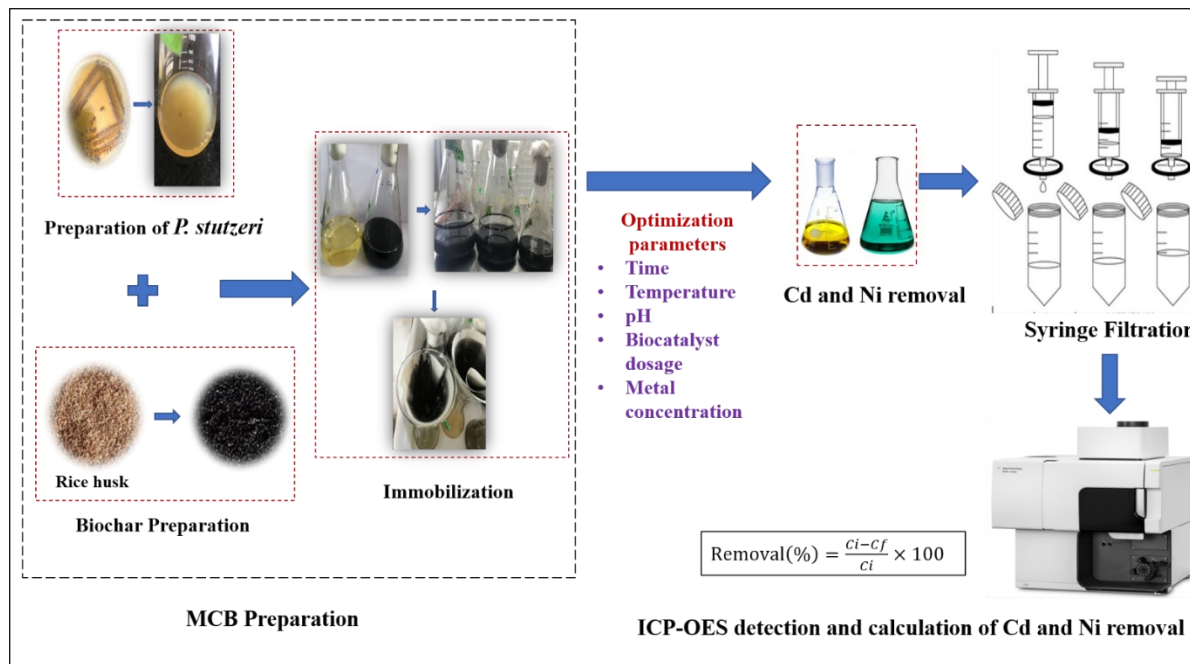 Preparation of P. stutzeri
Rice husk
Biochar Preparation
Immobilization
MCB Preparation
Optimization
parameters
• Time
• Temperature
• pH
• Biocatalyst
dosage
• Metal
concentration
Cd and Ni removal
Syringe Filtration
Removal(%) = \frac{Ci−Cf}{Ci} × 100
ICP-OES detection and calculation of Cd and Ni removal